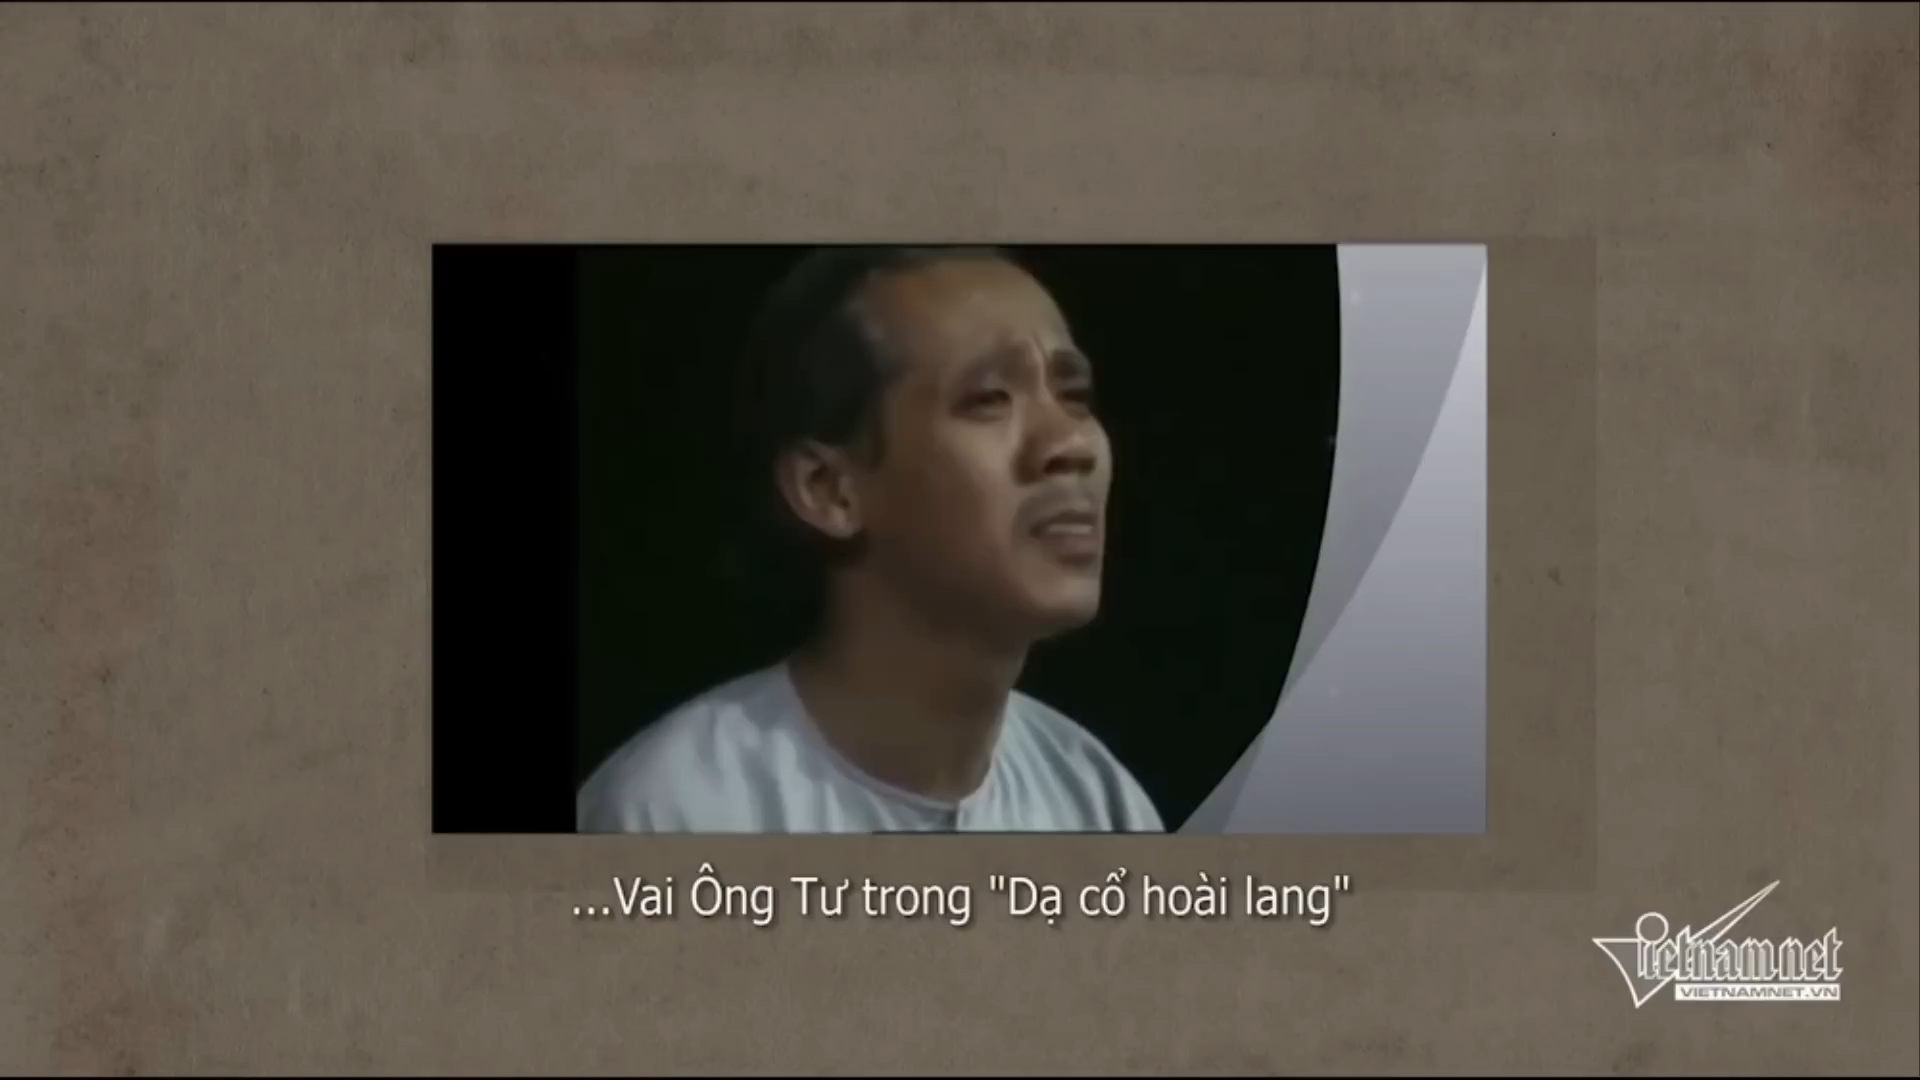 ...Vai Ông Tư trong "Dạ cổ hoài lang"
Vietnamnet
VIETNAMNET.VN